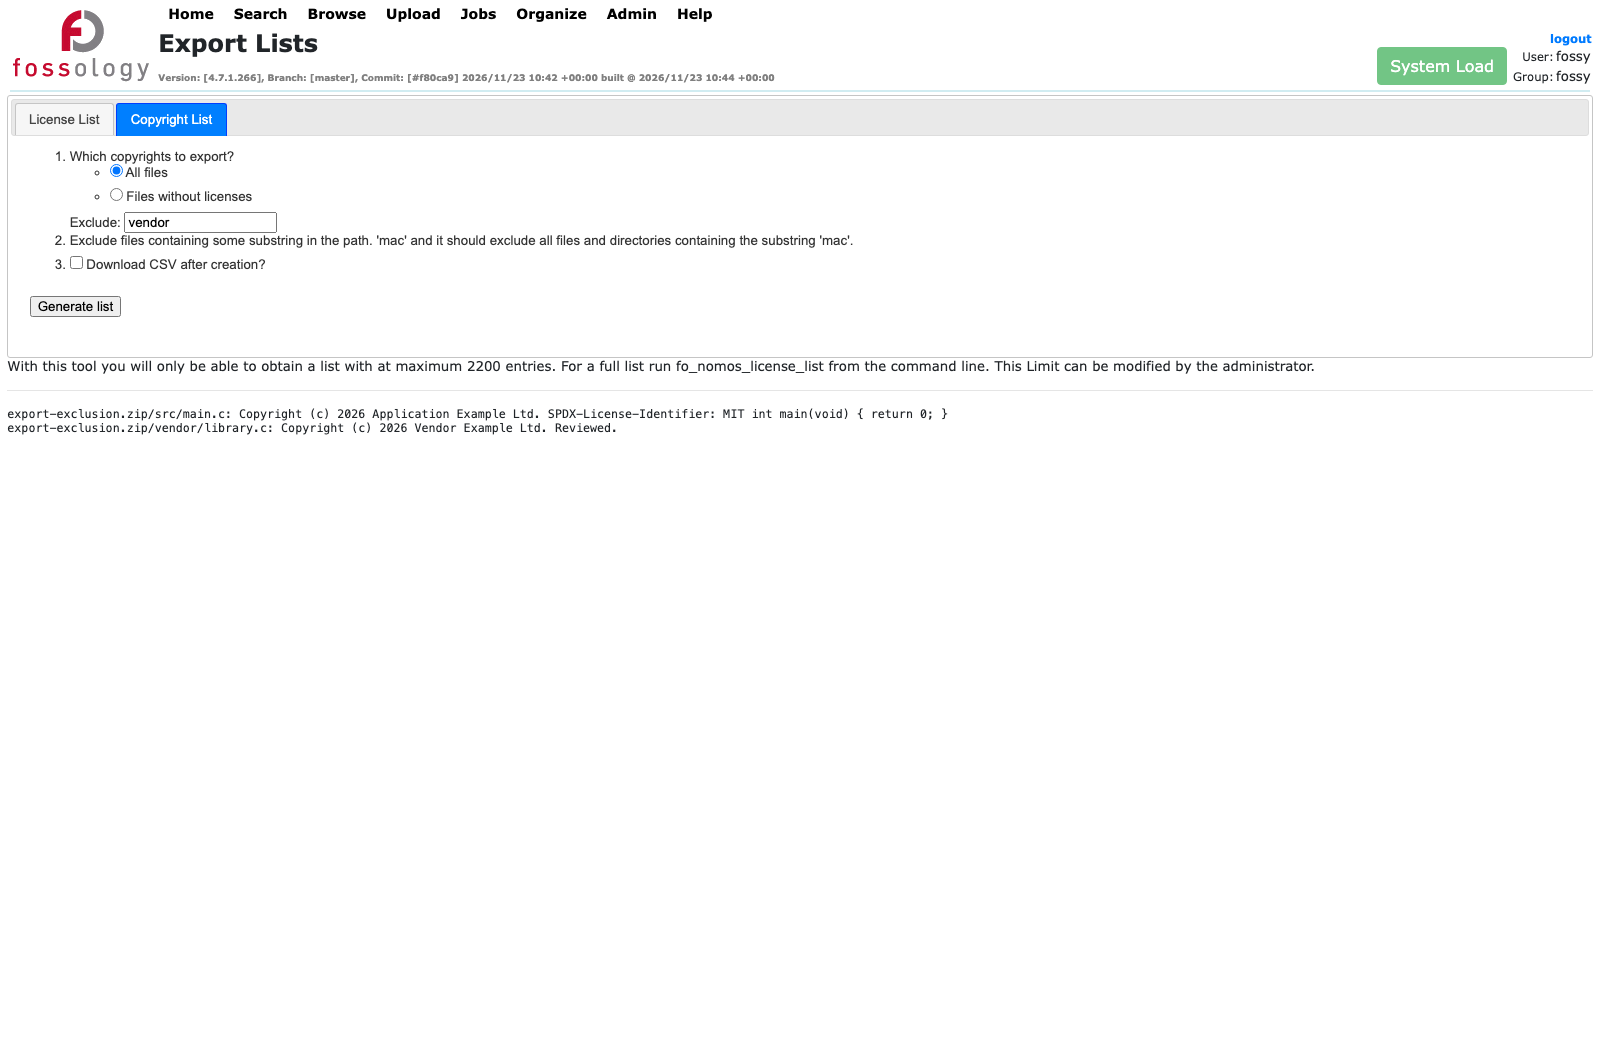 Home Search Browse Upload Jobs Organize Admin Help
fossology
Export Lists
Version: [4.7.1.266], Branch: [master], Commit: [#f80ca9] 2026/11/23 10:42 +00:00 built @ 2026/11/23 10:44 +00:00
System Load
logout
User: fossy
Group: fossy
License List Copyright List
1. Which copyrights to export?
All files
Files without licenses
Exclude: vendor
2. Exclude files containing some substring in the path. 'mac' and it should exclude all files and directories containing the substring 'mac'.
3. Download CSV after creation?
Generate list
With this tool you will only be able to obtain a list with at maximum 2200 entries. For a full list run fo_nomos_license_list from the command line. This Limit can be modified by the administrator.
export-exclusion.zip/src/main.c: Copyright (c) 2026 Application Example Ltd. SPDX-License-Identifier: MIT int main(void) { return 0; }
export-exclusion.zip/vendor/library.c: Copyright (c) 2026 Vendor Example Ltd. Reviewed.